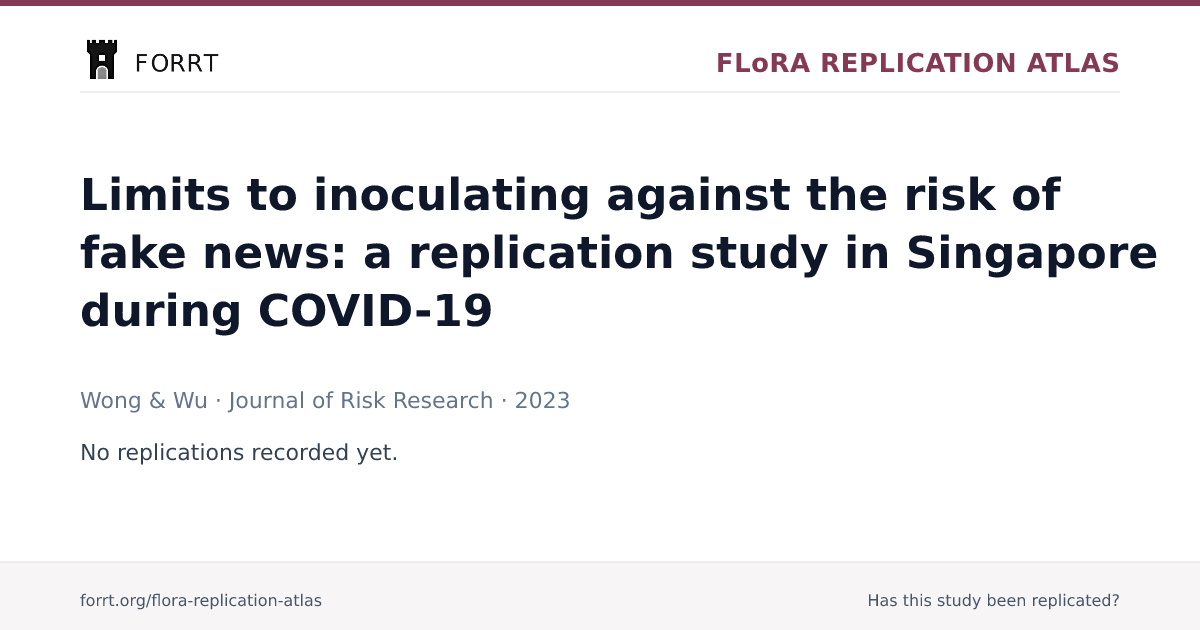 FORRT
FLoRA REPLICATION ATLAS
Limits to inoculating against the risk of
fake news: a replication study in Singapore
during COVID-19
Wong & Wu · Journal of Risk Research · 2023
No replications recorded yet.
forrt.org/flora-replication-atlas
Has this study been replicated?